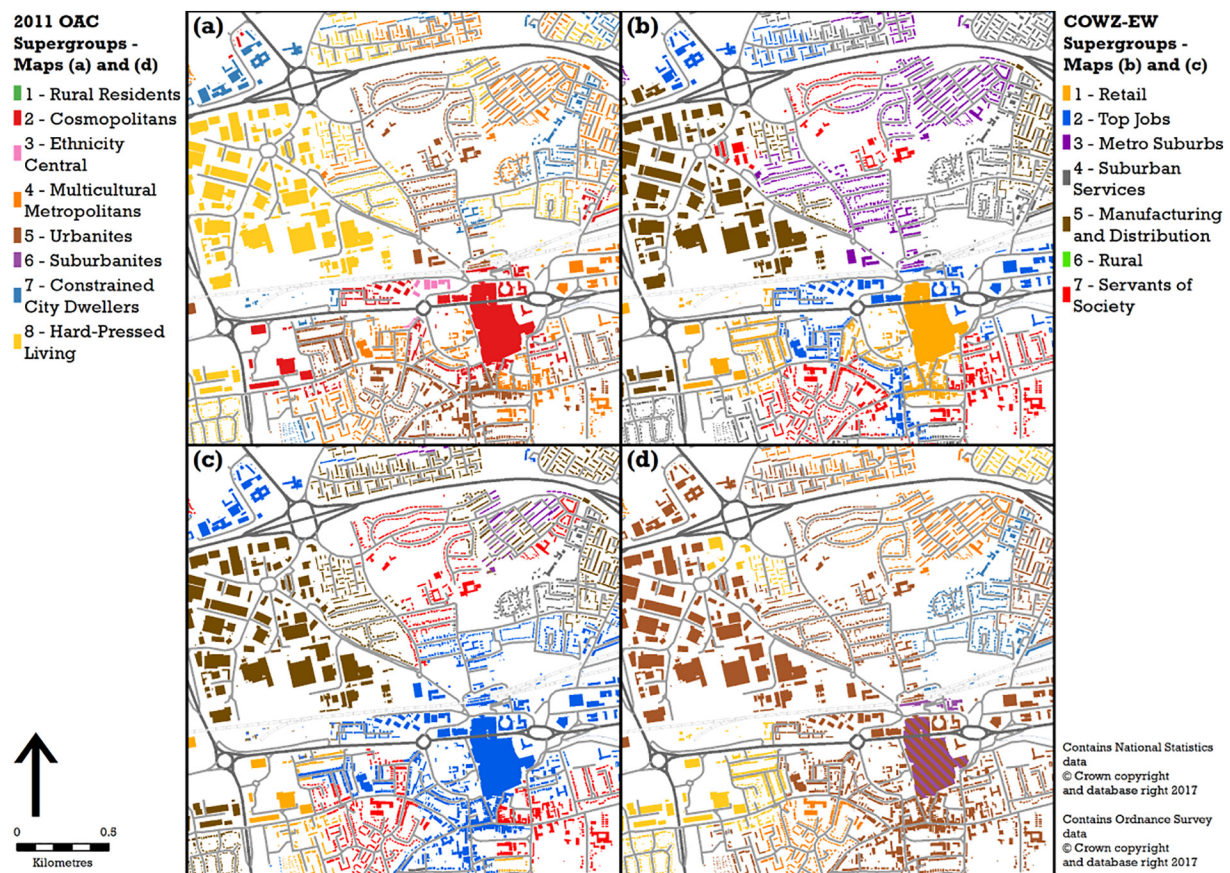 2011 OAC
Supergroups -
Maps (a) and (d)
1 - Rural Residents
2 - Cosmopolitans
3 - Ethnicity
Central
4 - Multicultural
Metropolitans
5 - Urbanites
6 - Suburbanites
7 - Constrained
City Dwellers
8 - Hard-Pressed
Living
0 0.5
Kilometres
(a)
(b)
(c)
(d)
COWZ-EW
Supergroups -
Maps (b) and (c)
1 - Retail
2 - Top Jobs
3 - Metro Suburbs
4 - Suburban
Services
5 - Manufacturing
and Distribution
6 - Rural
7 - Servants of
Society
Contains National Statistics
data
© Crown copyright
and database right 2017
Contains Ordnance Survey
data
© Crown copyright
and database right 2017